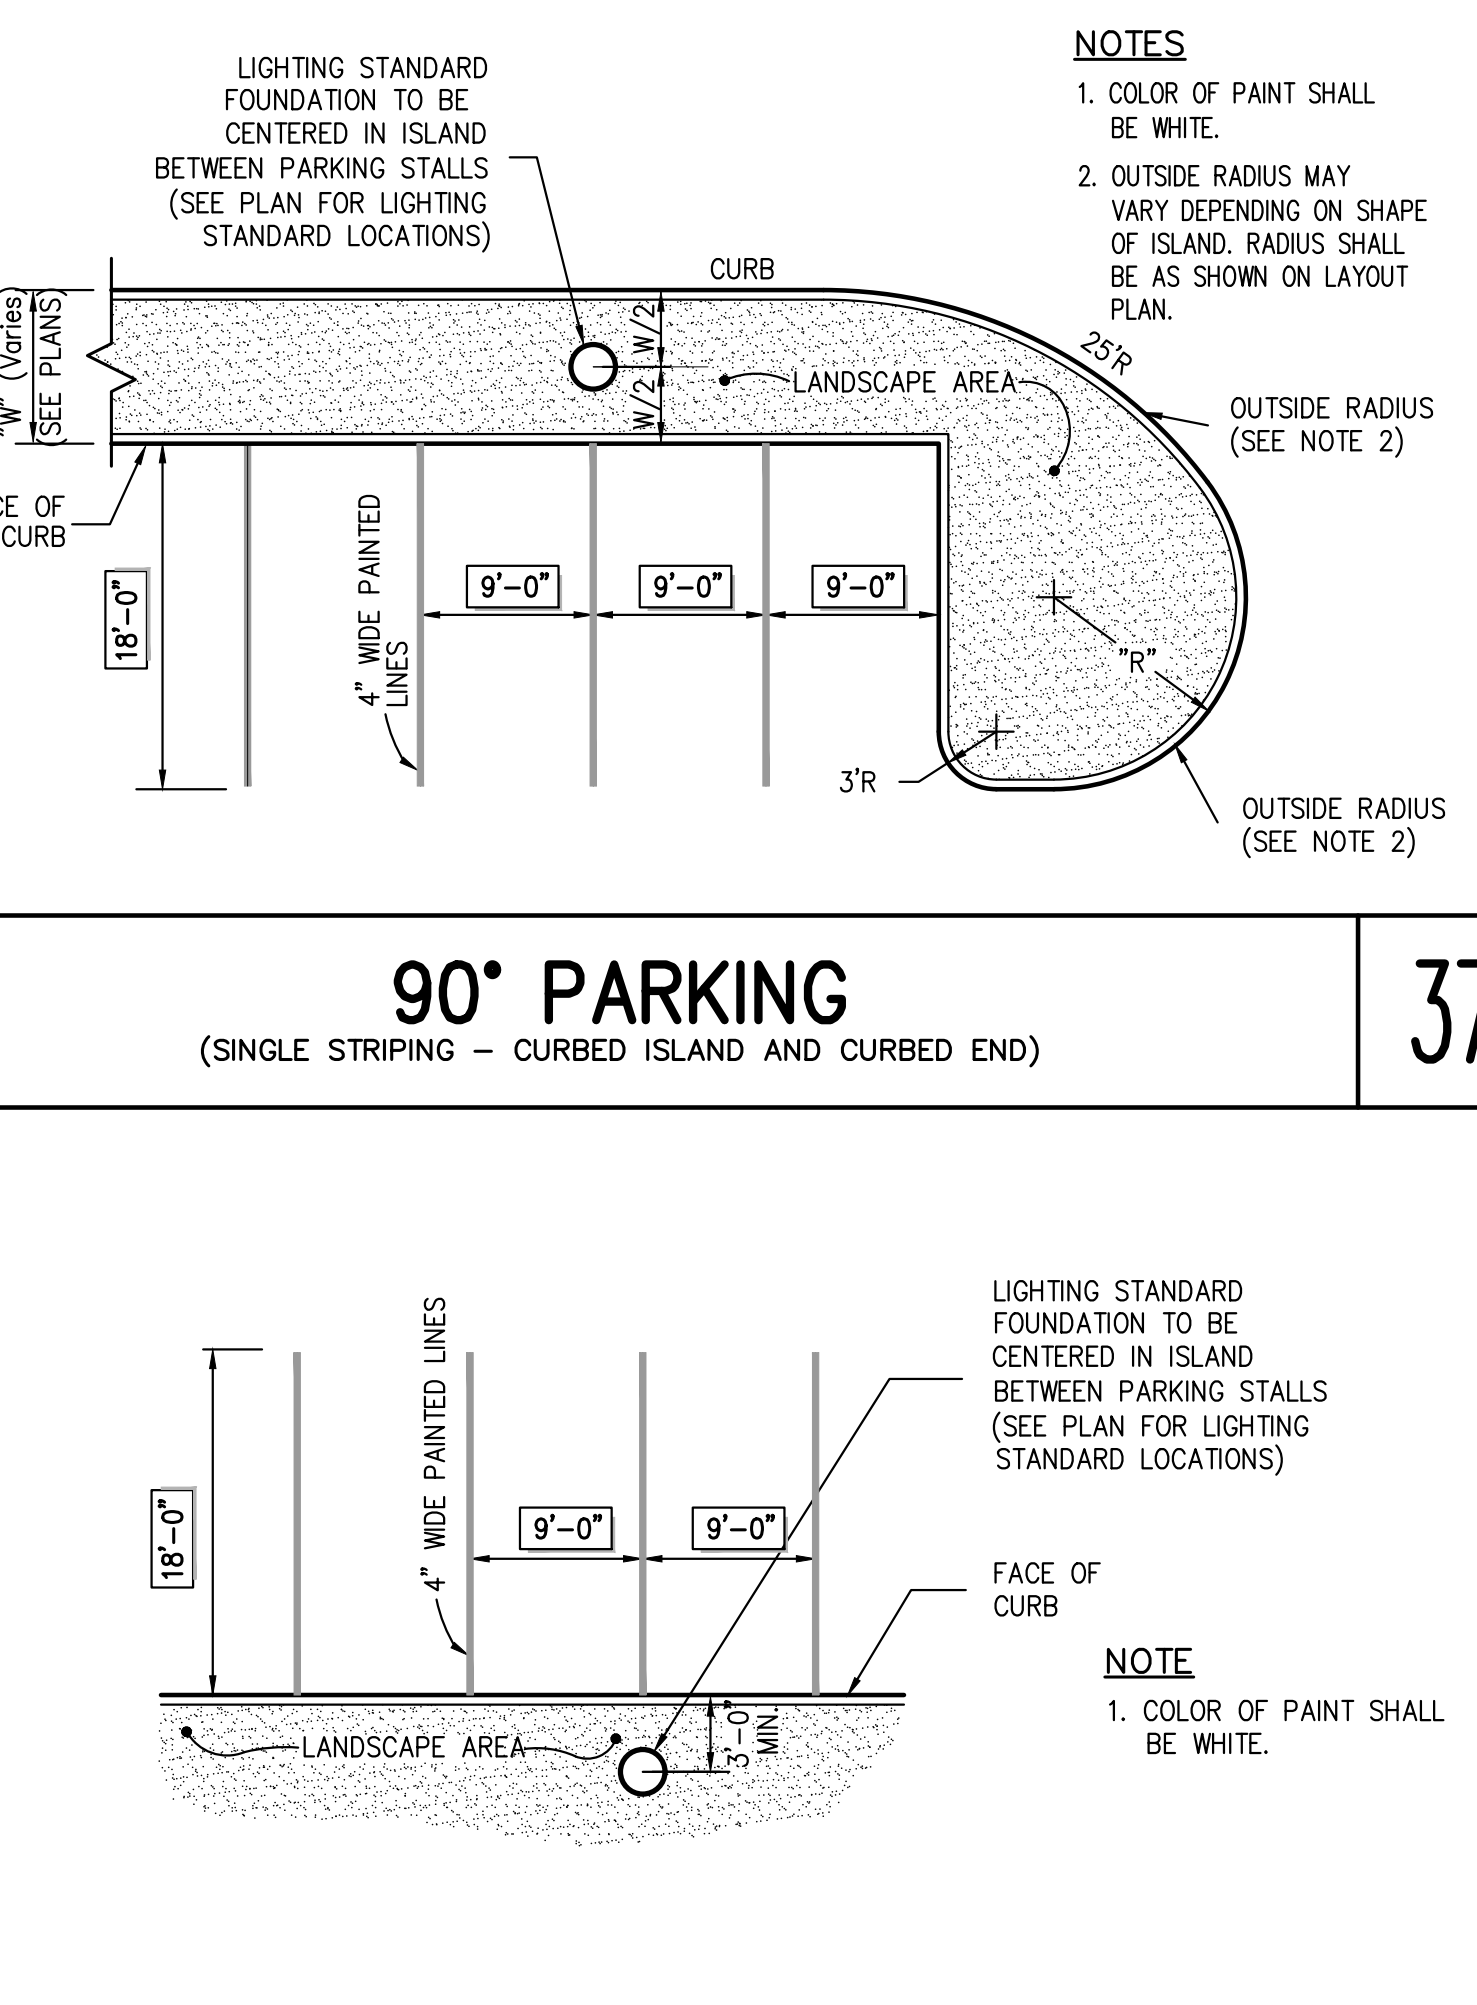 LIGHTING STANDARD
FOUNDATION TO BE
CENTERED IN ISLAND
BETWEEN PARKING STALLS
(SEE PLAN FOR LIGHTING
STANDARD LOCATIONS)
NOTES
1. COLOR OF PAINT SHALL
BE WHITE.
2. OUTSIDE RADIUS MAY
VARY DEPENDING ON SHAPE
OF ISLAND. RADIUS SHALL
BE AS SHOWN ON LAYOUT
PLAN.
CURB
"W" (Varies)
(SEE PLANS)
W/2
W/2
25'R
LANDSCAPE AREA
OUTSIDE RADIUS
(SEE NOTE 2)
CE OF
CURB
18'-0"
4" WIDE PAINTED
LINES
9'-0"
9'-0"
9'-0"
"R"
3'R
OUTSIDE RADIUS
(SEE NOTE 2)
90° PARKING
(SINGLE STRIPING - CURBED ISLAND AND CURBED END)
37
LIGHTING STANDARD
FOUNDATION TO BE
CENTERED IN ISLAND
BETWEEN PARKING STALLS
(SEE PLAN FOR LIGHTING
STANDARD LOCATIONS)
4" WIDE PAINTED LINES
18'-0"
9'-0"
9'-0"
FACE OF
CURB
NOTE
1. COLOR OF PAINT SHALL
BE WHITE.
LANDSCAPE AREA
3'-0"
MIN.